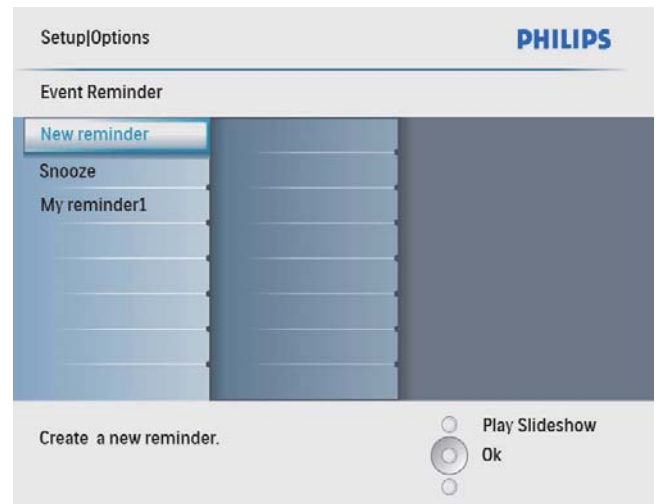 Setup|Options
PHILIPS
Event Reminder
New reminder
Snooze
My reminder1
Create a new reminder.
Play Slideshow
Ok